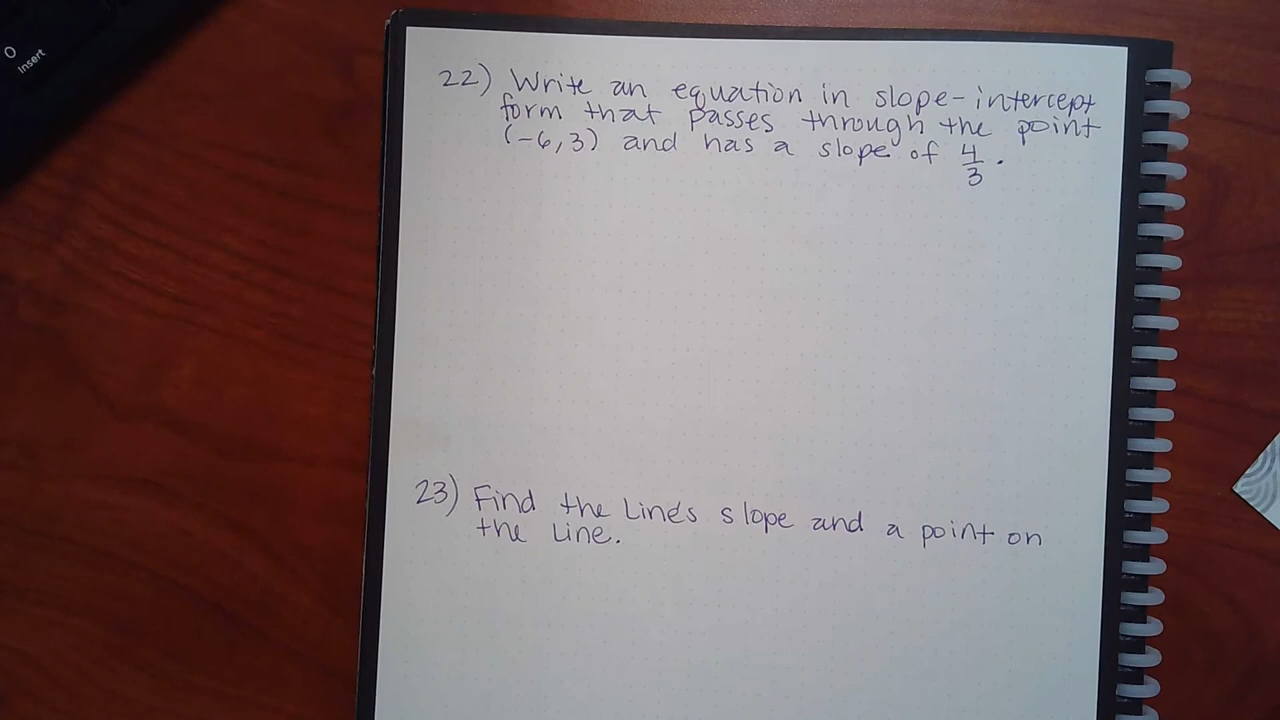 0
Insert
22) Write an equation in slope-intercept
form that passes through the point
(-6,3) and has a slope of 4/3.
23) Find the Line's slope and a point on
the Line.